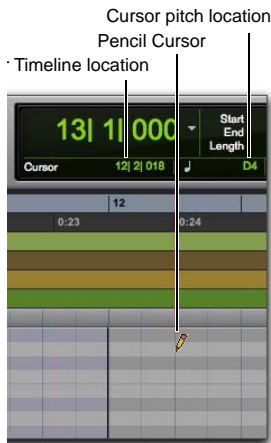 Cursor pitch location
Pencil Cursor
r Timeline location
13| 1| 000
Start
End
Length
Cursor 12| 2| 018 D4
12
0:23 0:24